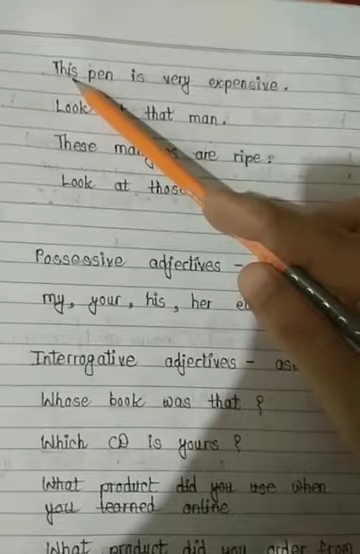 This pen is very expensive.
Look that man.
These are ripe.
Look at those
Possessive adjectives -
my, your, his, her
Interrogative adjectives -
Whose book was that ?
Which CD is yours ?
What product did you use when
you learned online
What product did you order from